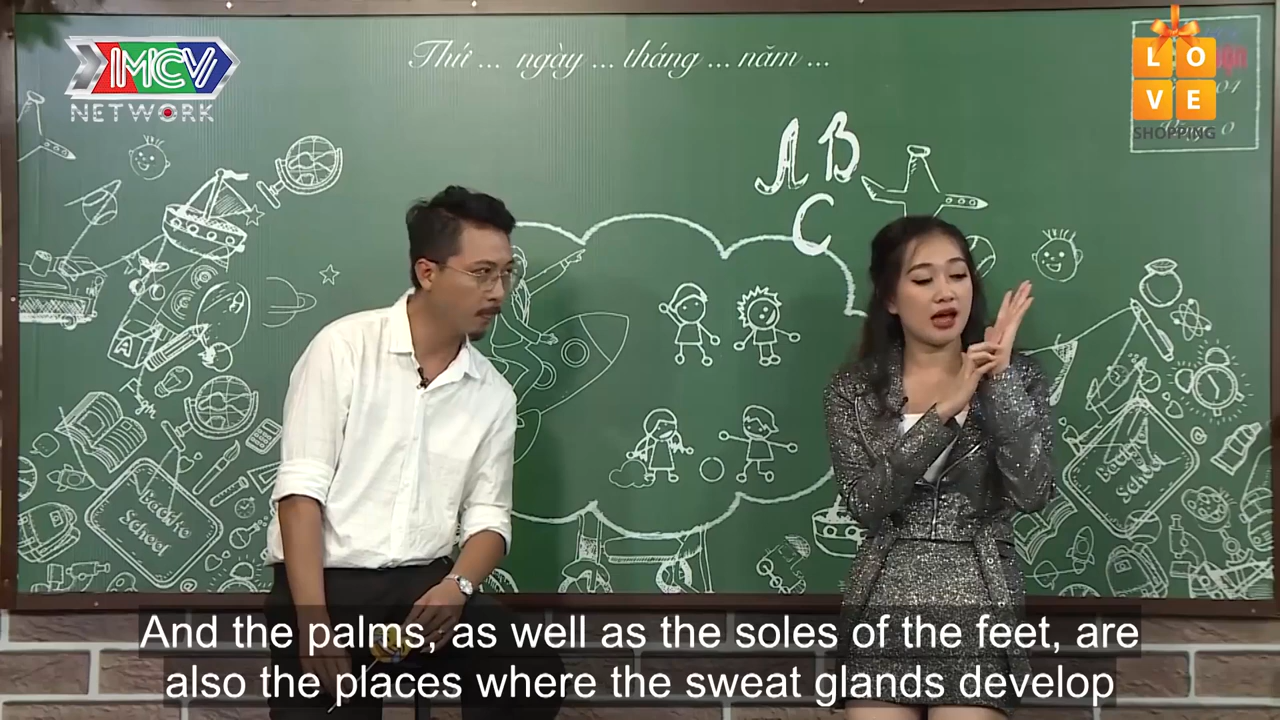 MCV
NETWORK
Thứ ... ngày ... tháng ... năm ...
LOVE
SHOPPING
A B
C
A
Back to
School
Back to
School
And the palms, as well as the soles of the feet, are
also the places where the sweat glands develop